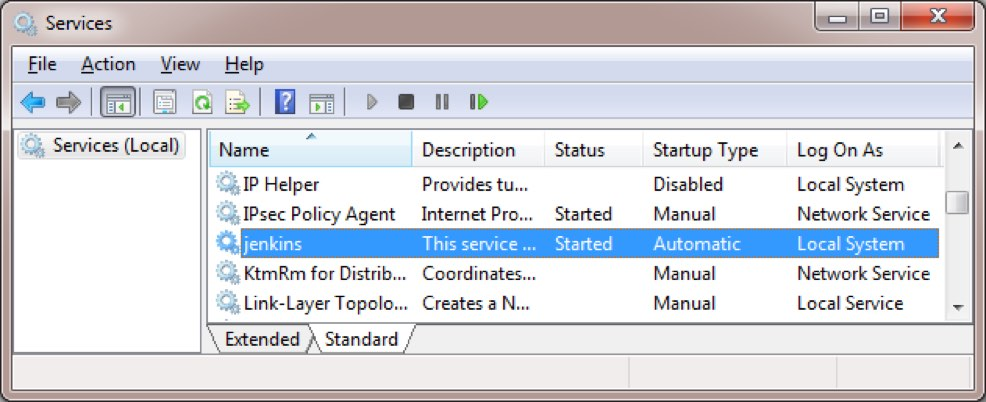 Services
File Action View Help
Services (Local)
Name Description Status Startup Type Log On As
IP Helper Provides tu... Disabled Local System
IPsec Policy Agent Internet Pro... Started Manual Network Service
jenkins This service ... Started Automatic Local System
KtmRm for Distrib... Coordinates... Manual Network Service
Link-Layer Topolo... Creates a N... Manual Local Service
Extended Standard